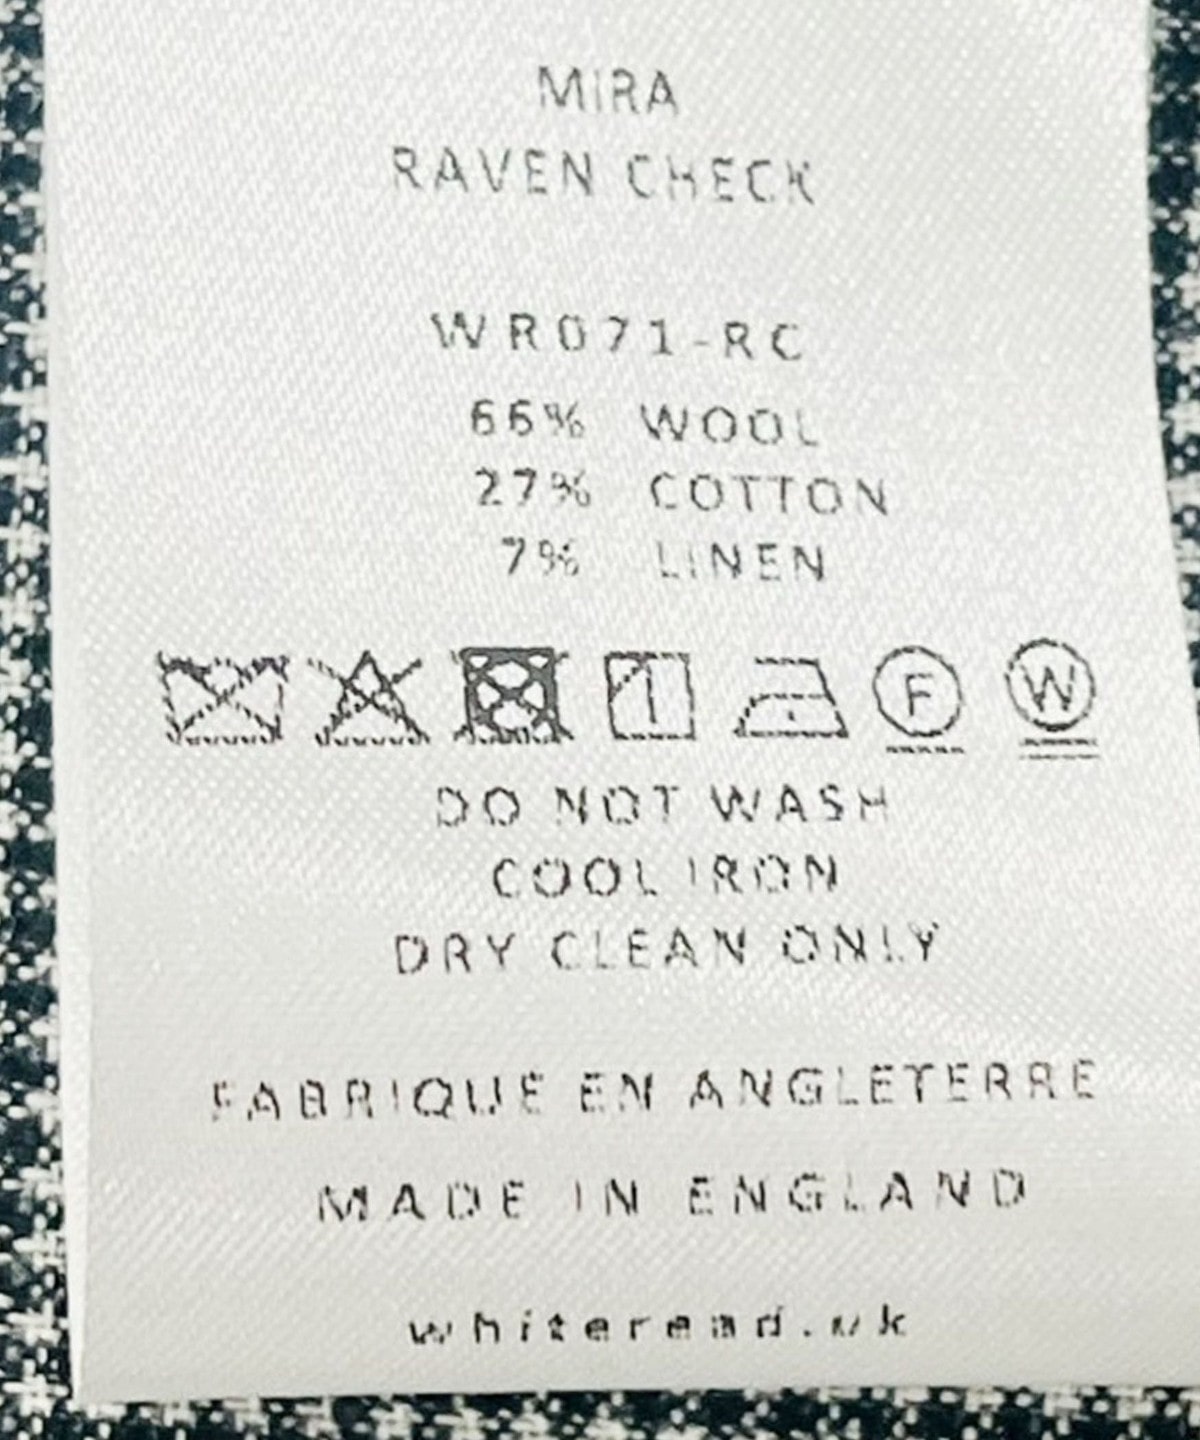 MIRA
RAVEN CHECK
WR071-RC
66% WOOL
27% COTTON
7% LINEN
F W
DO NOT WASH
COOL IRON
DRY CLEAN ONLY
FABRIQUE EN ANGLETERRE
MADE IN ENGLAND
whiteread.uk